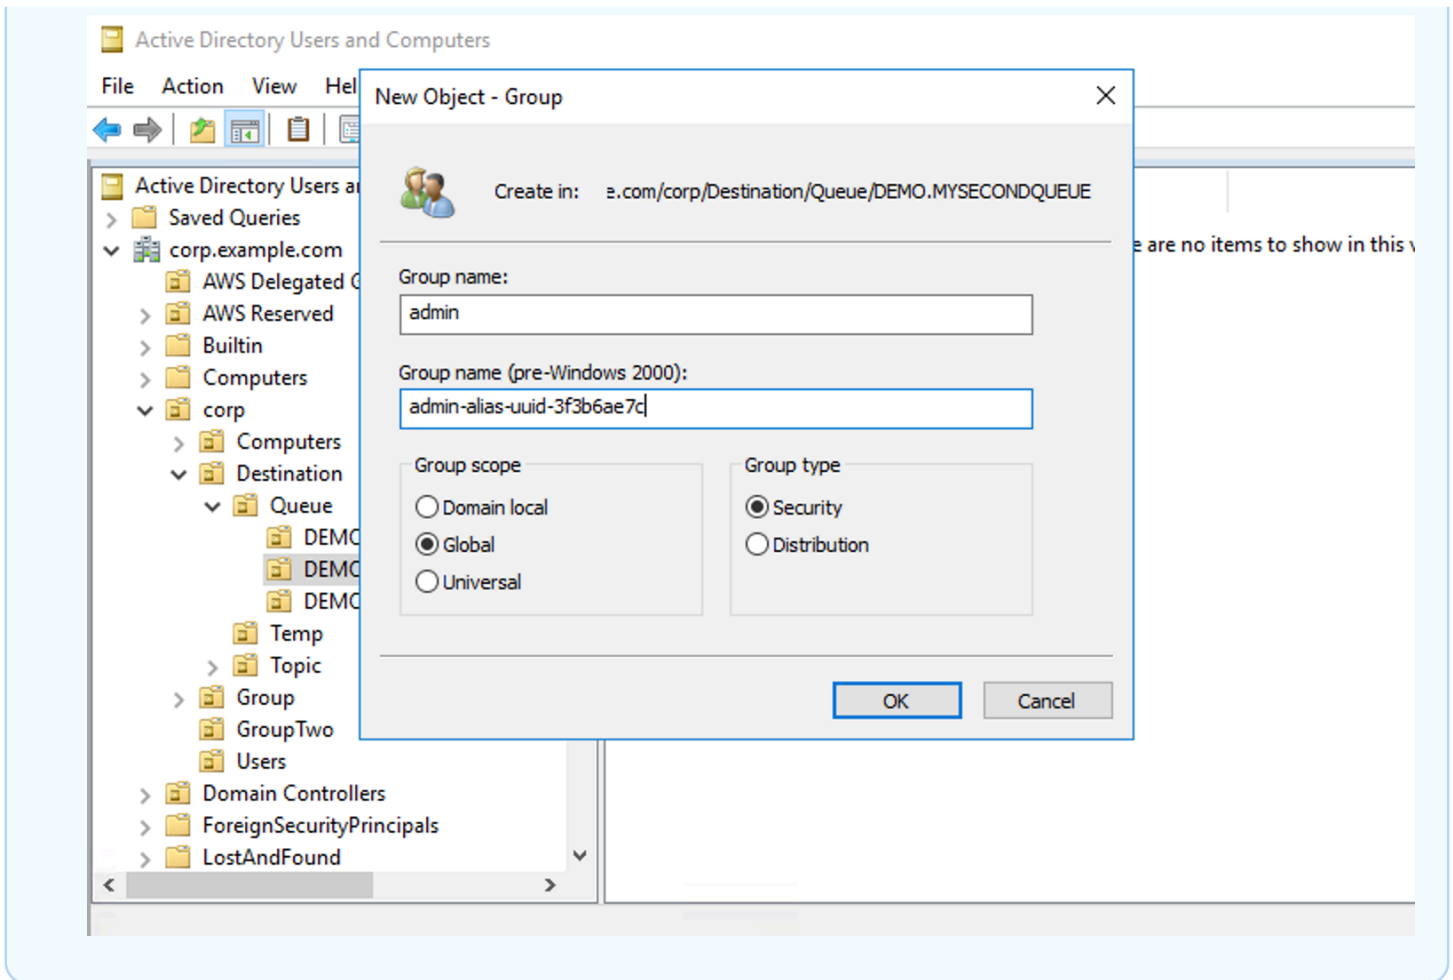 Active Directory Users and Computers
File Action View Hel
New Object - Group
Create in: e.com/corp/Destination/Queue/DEMO.MYSECONDQUEUE
Active Directory Users a
Saved Queries
corp.example.com
e are no items to show in this v
AWS Delegated G
AWS Reserved
Builtin
Computers
corp
Computers
Destination
Queue
DEMO
DEMO
DEMO
Temp
Topic
Group
GroupTwo
Users
Domain Controllers
ForeignSecurityPrincipals
LostAndFound
Group name:
admin
Group name (pre-Windows 2000):
admin-alias-uuid-3f3b6ae7c
Group scope
Domain local
Global
Universal
Group type
Security
Distribution
OK Cancel